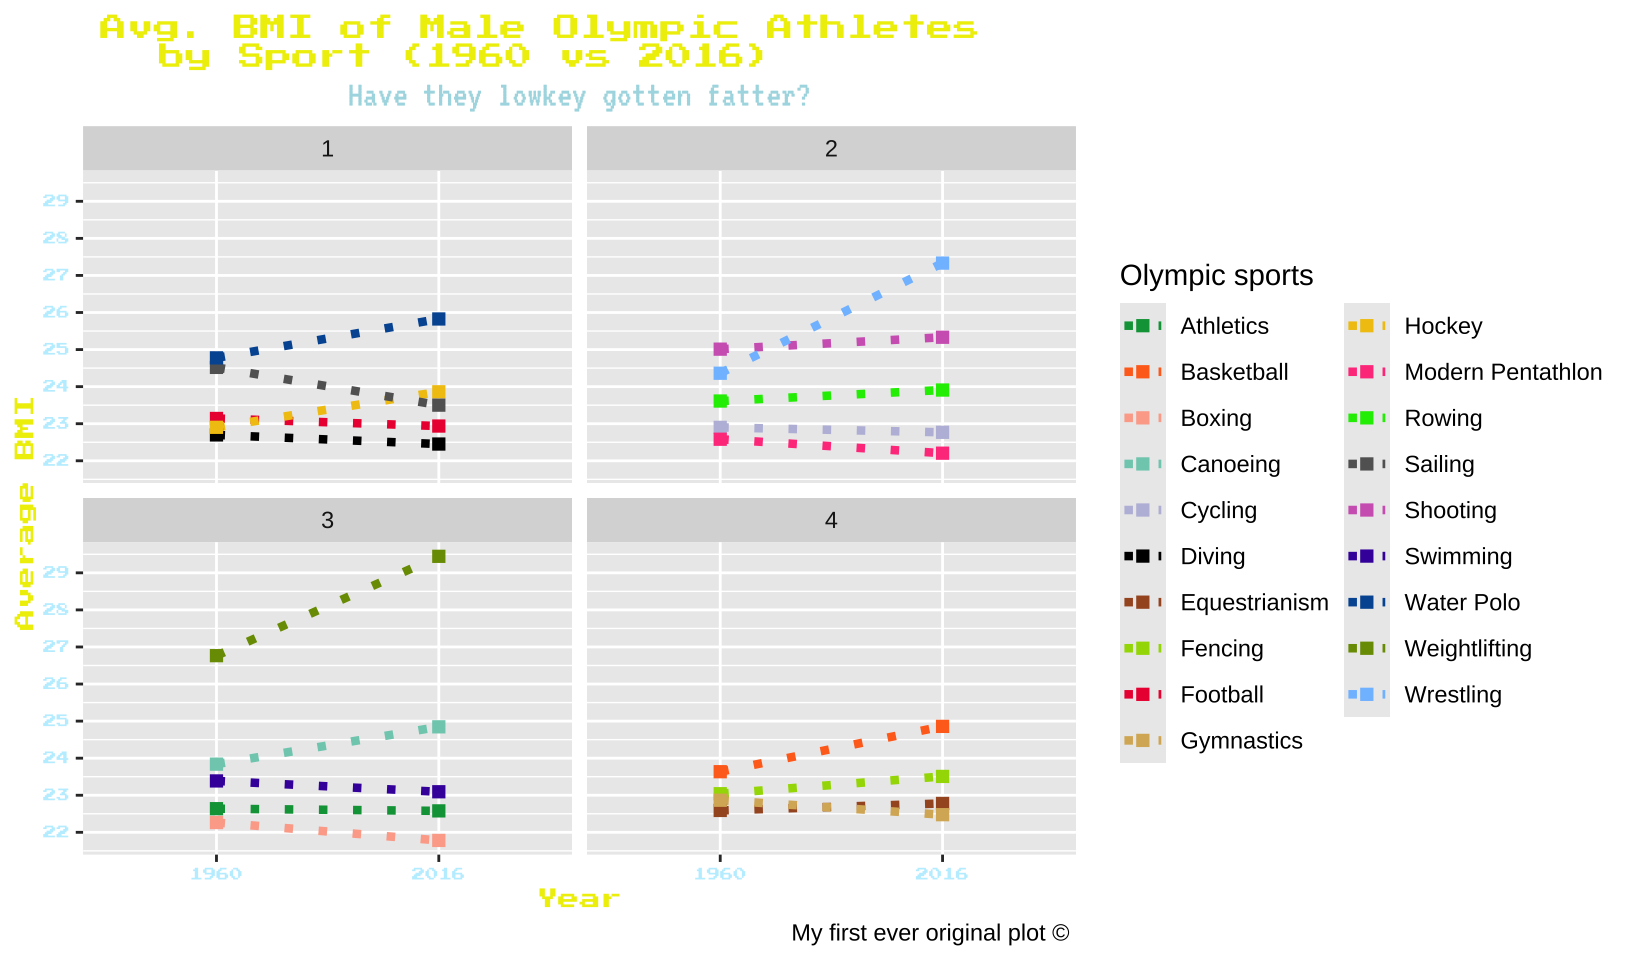 Avg. BMI of Male Olympic Athletes
by Sport (1960 vs 2016)
Have they lowkey gotten fatter?
1
2
29
28
27
26
25
24
23
22
3
4
29
28
27
26
25
24
23
22
Average BMI
1960
2016
1960
2016
Year
Olympic sports
Athletics
Basketball
Boxing
Canoeing
Cycling
Diving
Equestrianism
Fencing
Football
Gymnastics
Hockey
Modern Pentathlon
Rowing
Sailing
Shooting
Swimming
Water Polo
Weightlifting
Wrestling
My first ever original plot ©